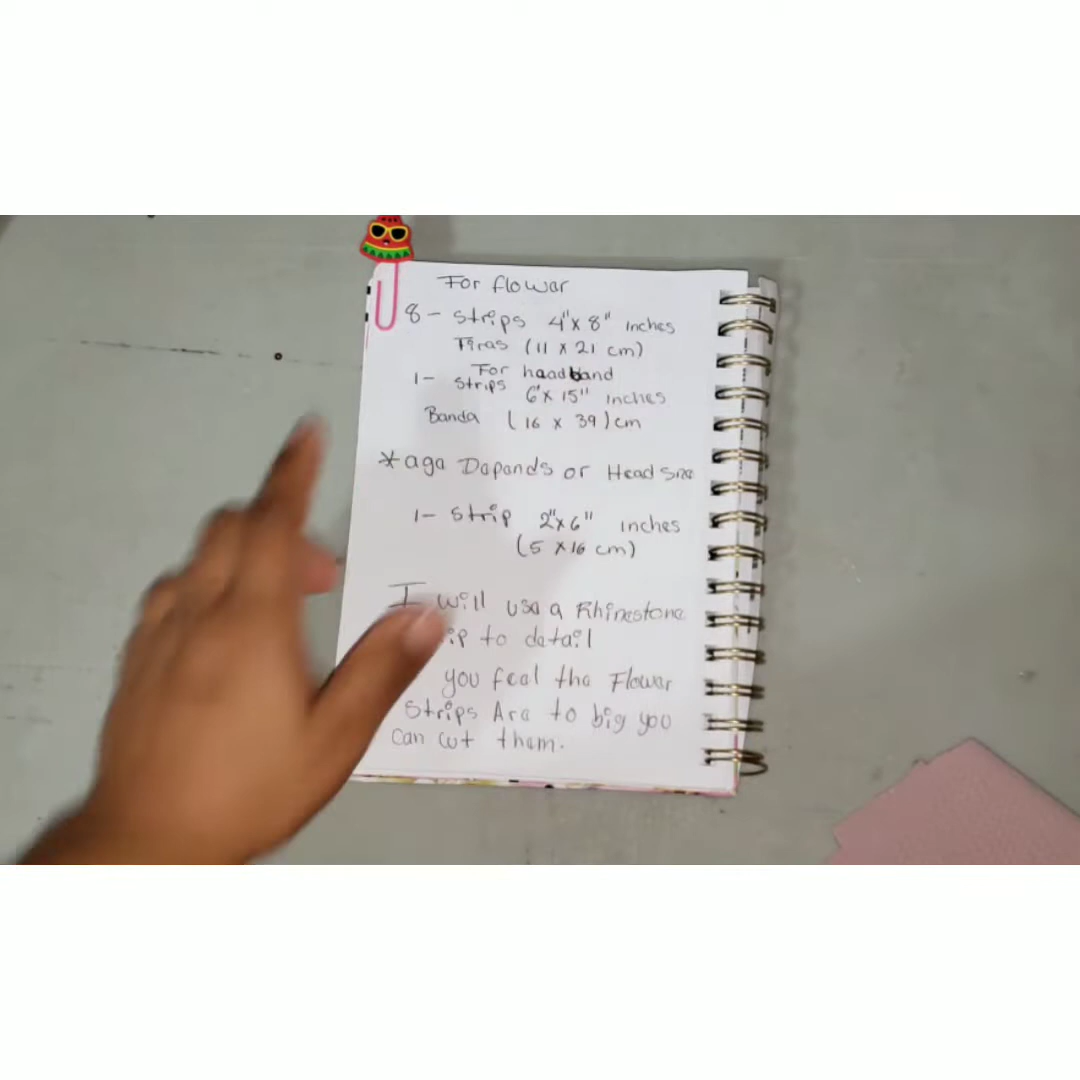 For flower
8 - strips 4" x 8" inches
Tiras (11 x 21 cm)
For headband
1 - strips 6" x 15" inches
Banda (16 x 39) cm
*age Depends or Head size
1 - strip 2" x 6" inches
(5 x 16 cm)
I will use a Rhinestone
to detail
you feel the Flower
strips Are to big you
can cut them.